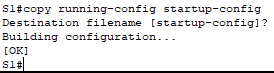 S1#copy running-config startup-config
Destination filename [startup-config]?
Building configuration...
[OK]
S1#